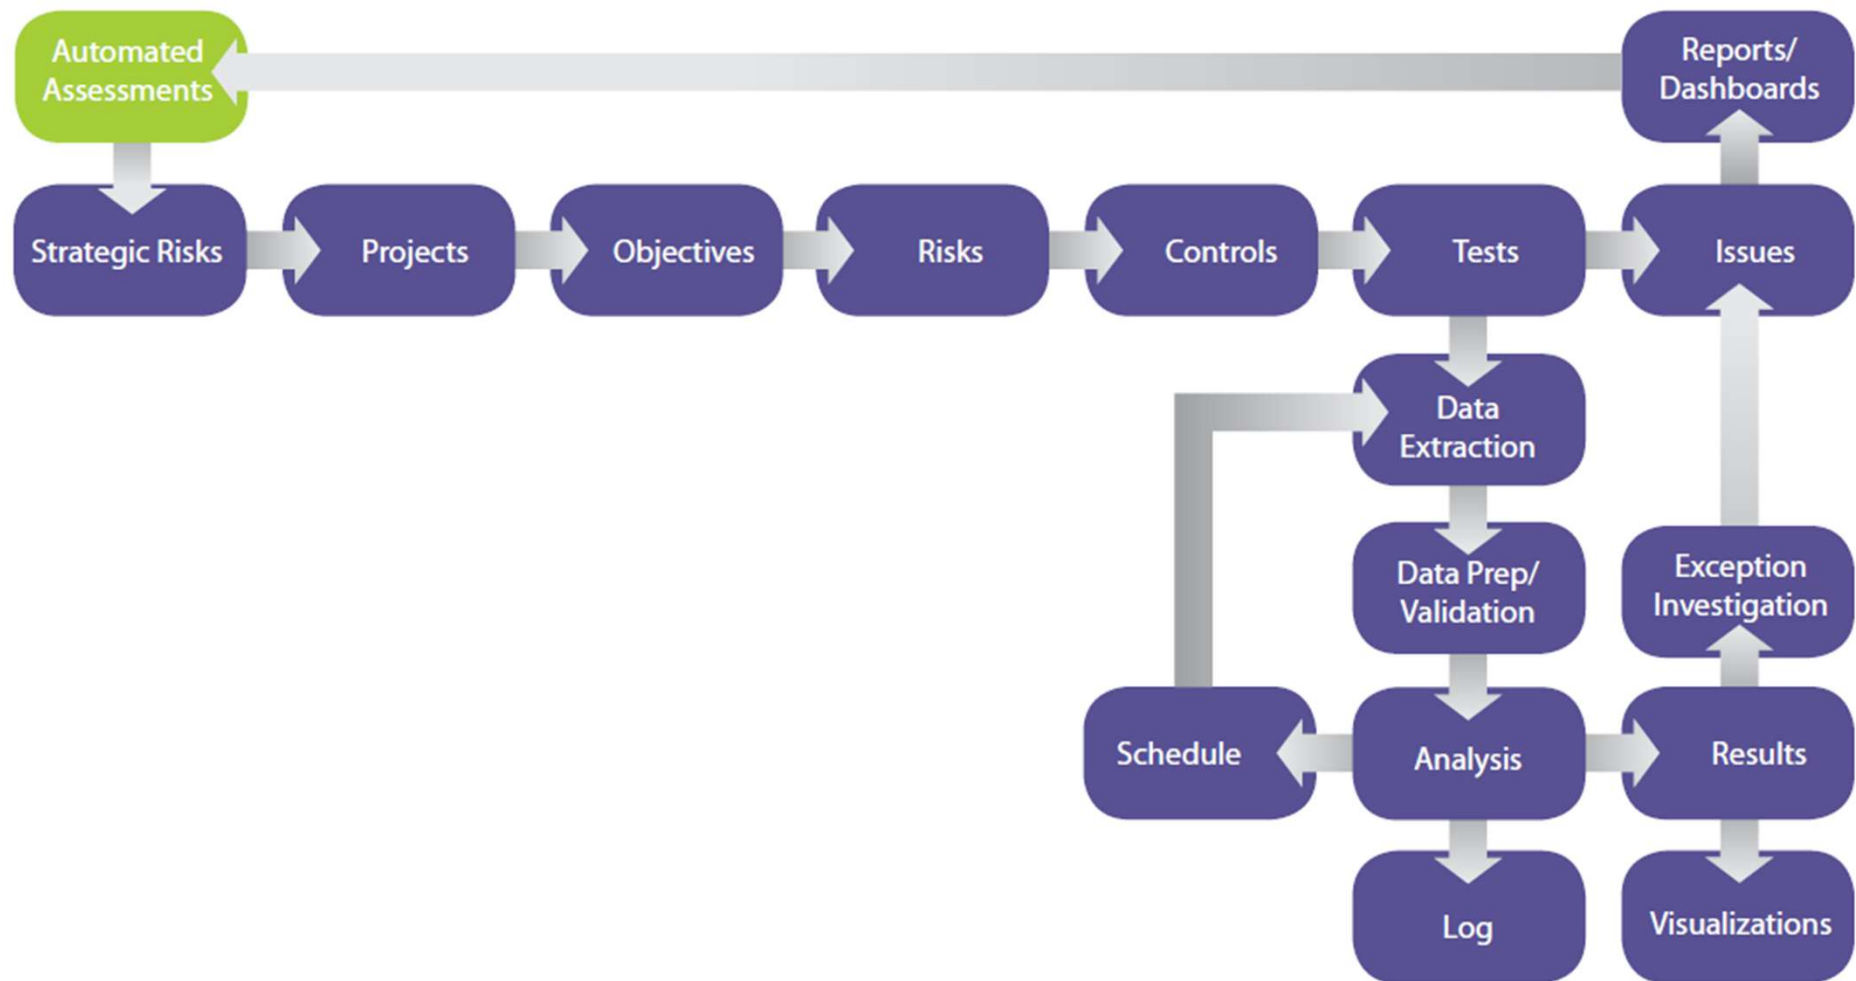 Automated
Assessments
Reports/
Dashboards
Strategic Risks
Projects
Objectives
Risks
Controls
Tests
Issues
Data
Extraction
Data Prep/
Validation
Exception
Investigation
Schedule
Analysis
Results
Log
Visualizations